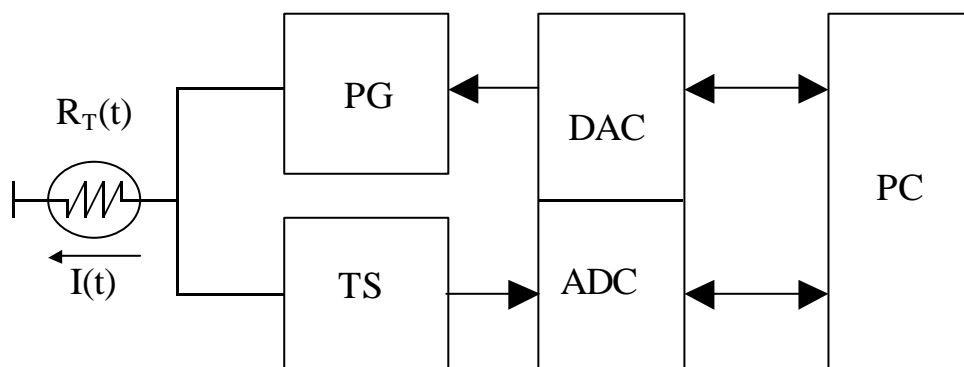 R_T(t)
I(t)
PG
TS
DAC
ADC
PC